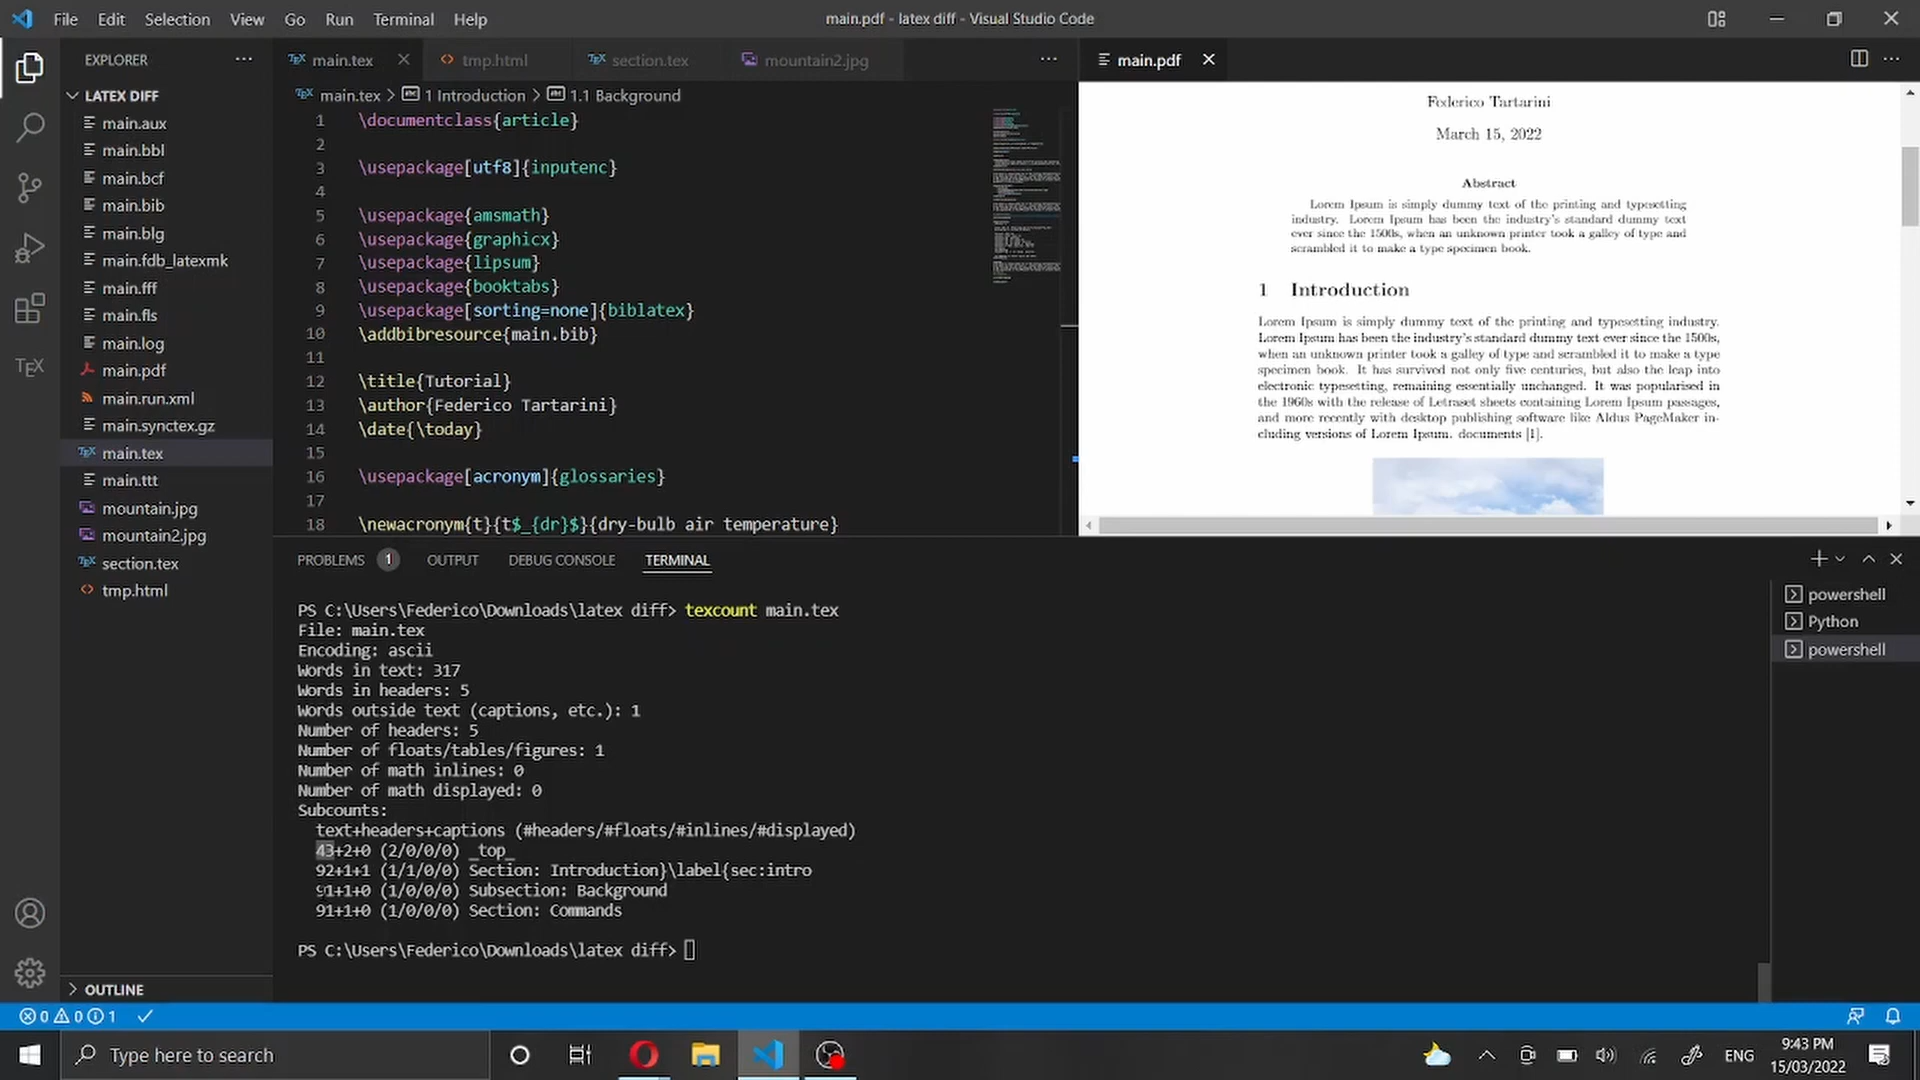 File Edit Selection View Go Run Terminal Help
main.pdf - latex diff - Visual Studio Code
EXPLORER
LATEX DIFF
main.aux
main.bbl
main.bcf
main.bib
main.blg
main.fdb_latexmk
main.fff
main.fls
main.log
main.pdf
main.run.xml
main.synctex.gz
main.tex
main.ttt
mountain.jpg
mountain2.jpg
section.tex
tmp.html
OUTLINE
main.tex tmp.html section.tex mountain2.jpg
main.tex > 1 Introduction > 1.1 Background
1 \documentclass{article}
2
3 \usepackage[utf8]{inputenc}
4
5 \usepackage{amsmath}
6 \usepackage{graphicx}
7 \usepackage{lipsum}
8 \usepackage{booktabs}
9 \usepackage[sorting=none]{biblatex}
10 \addbibresource{main.bib}
11
12 \title{Tutorial}
13 \author{Federico Tartarini}
14 \date{\today}
15
16 \usepackage[acronym]{glossaries}
17
18 \newacronym{t}{t$_{dr}$}{dry-bulb air temperature}
main.pdf
Federico Tartarini
March 15, 2022
Abstract
Lorem Ipsum is simply dummy text of the printing and typesetting
industry. Lorem Ipsum has been the industry's standard dummy text
ever since the 1500s, when an unknown printer took a galley of type and
scrambled it to make a type specimen book.
1 Introduction
Lorem Ipsum is simply dummy text of the printing and typesetting industry.
Lorem Ipsum has been the industry's standard dummy text ever since the 1500s,
when an unknown printer took a galley of type and scrambled it to make a type
specimen book. It has survived not only five centuries, but also the leap into
electronic typesetting, remaining essentially unchanged. It was popularised in
the 1960s with the release of Letraset sheets containing Lorem Ipsum passages,
and more recently with desktop publishing software like Aldus PageMaker in-
cluding versions of Lorem Ipsum. documents [1].
PROBLEMS 1 OUTPUT DEBUG CONSOLE TERMINAL
PS C:\Users\Federico\Downloads\latex diff> texcount main.tex
File: main.tex
Encoding: ascii
Words in text: 317
Words in headers: 5
Words outside text (captions, etc.): 1
Number of headers: 5
Number of floats/tables/figures: 1
Number of math inlines: 0
Number of math displayed: 0
Subcounts:
text+headers+captions (#headers/#floats/#inlines/#displayed)
43+2+0 (2/0/0/0) _top_
92+1+1 (1/1/0/0) Section: Introduction}\label{sec:intro
91+1+0 (1/0/0/0) Subsection: Background
91+1+0 (1/0/0/0) Section: Commands
PS C:\Users\Federico\Downloads\latex diff>
powershell
Python
powershell
0 0 1
Type here to search
TEX
ENG
9:43 PM
15/03/2022